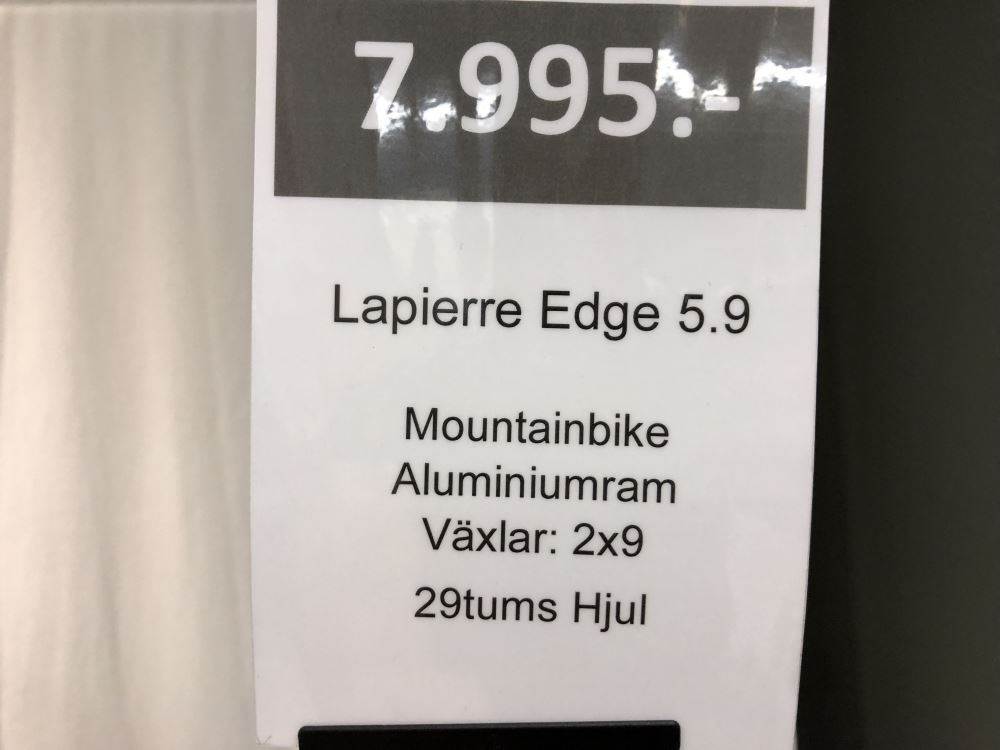 7.995:-
Lapierre Edge 5.9
Mountainbike
Aluminiumram
Växlar: 2x9
29tums Hjul